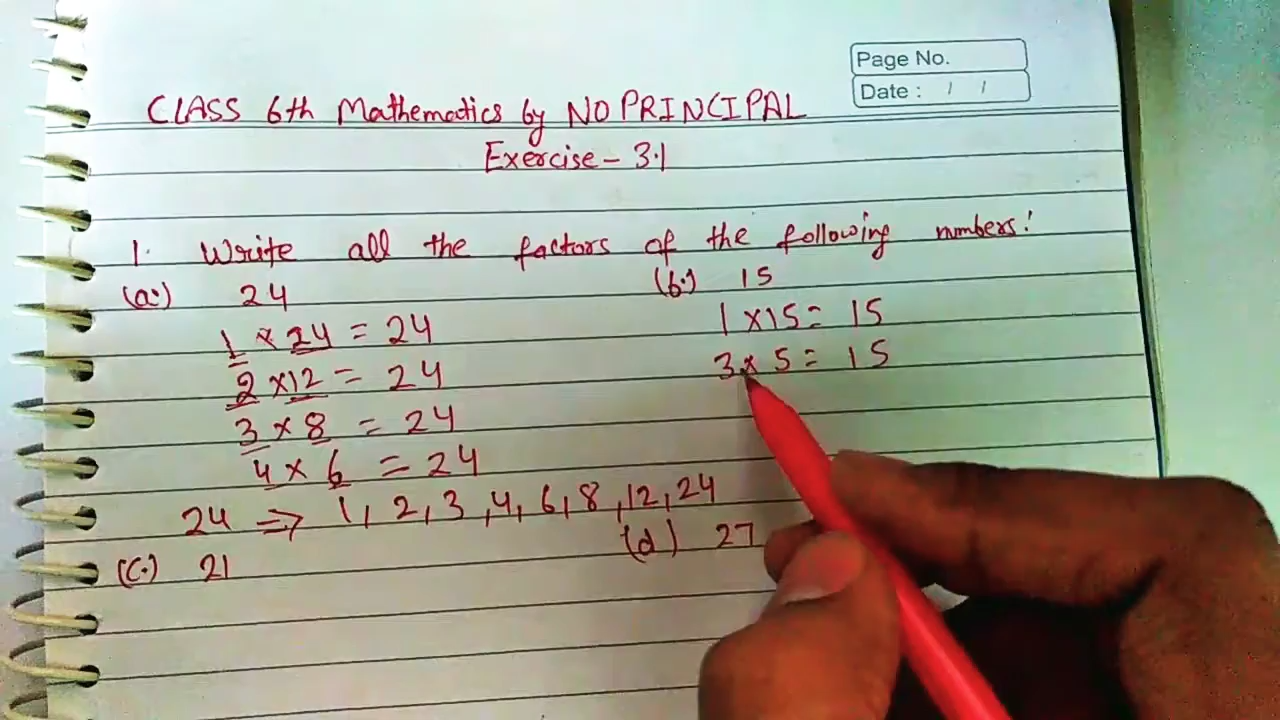 Page No.
Date : / /
CLASS 6th Mathematics by NO PRINCIPAL
Exercise - 3.1
1. Write all the factors of the following numbers:
(a.) 24
1 × 24 = 24
2 × 12 = 24
3 × 8 = 24
4 × 6 = 24
24 ⇒ 1, 2, 3, 4, 6, 8, 12, 24
(b.) 15
1 × 15 = 15
3 × 5 = 15
(c.) 21
(d) 27